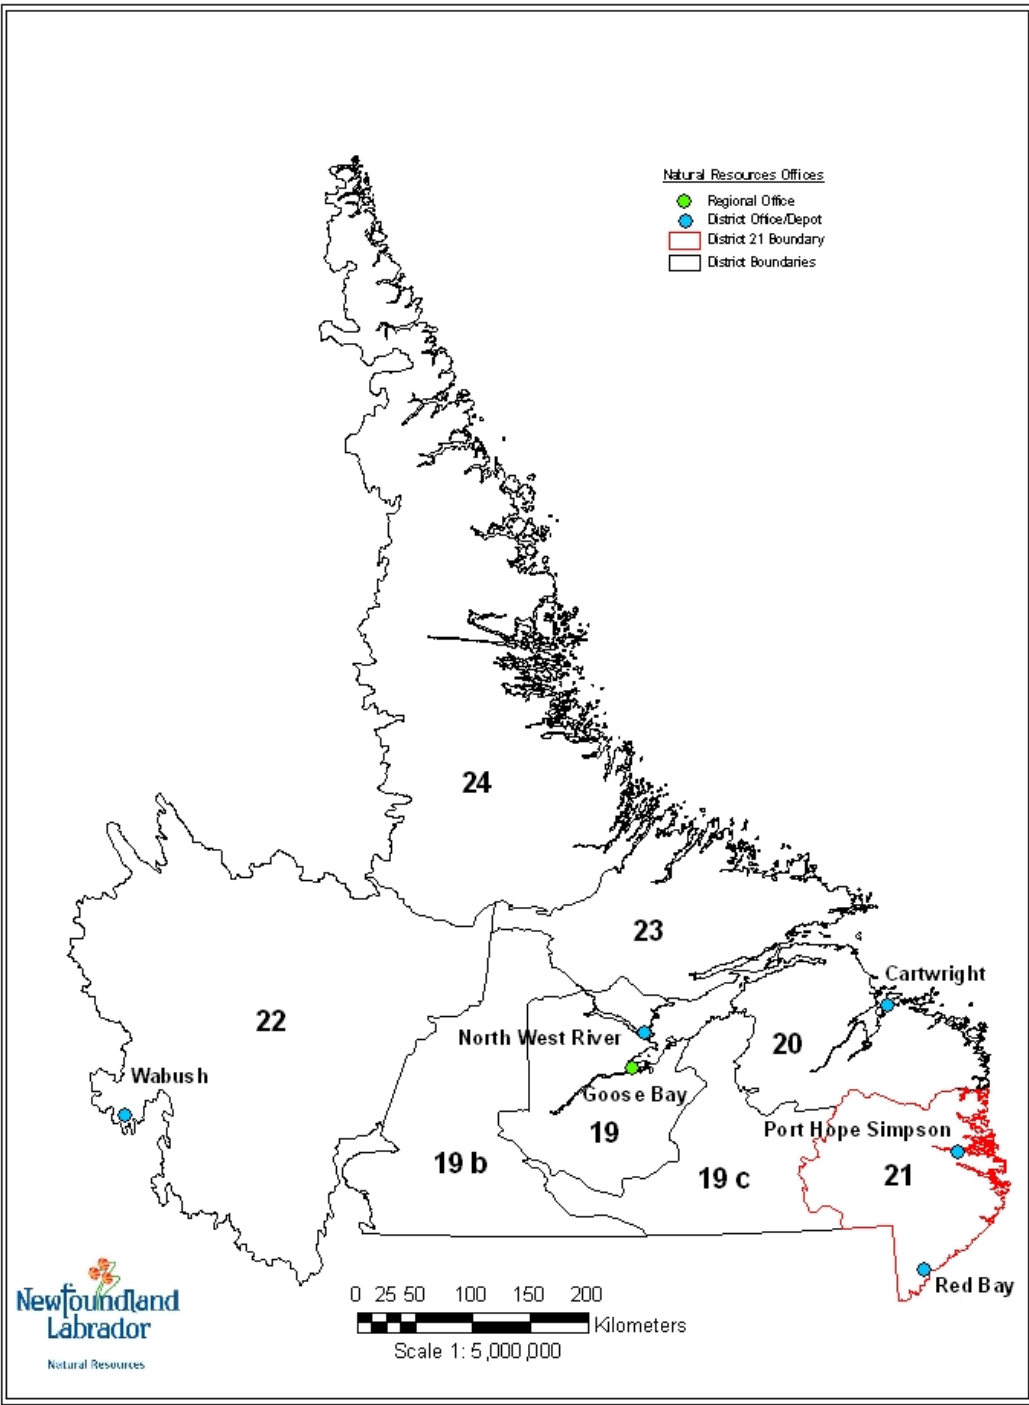 Natural Resources Offices
Regional Office
District Office/Depot
District 21 Boundary
District Boundaries
24
23
Cartwright
22
North West River
20
Wabush
Goose Bay
19
Port Hope Simpson
19 b
19 c
21
Red Bay
Newfoundland
Labrador
Natural Resources
0 25 50 100 150 200
Kilometers
Scale 1: 5,000,000